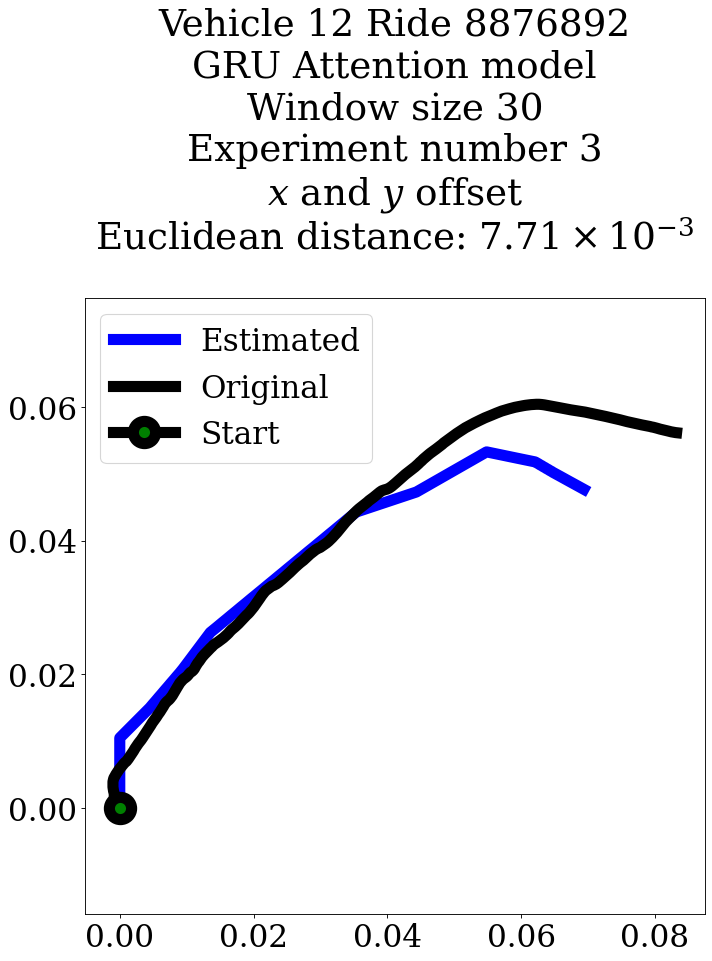 Vehicle 12 Ride 8876892
GRU Attention model
Window size 30
Experiment number 3
x and y offset
Euclidean distance: 7.71 × 10⁻³
Estimated
Original
Start
0.06
0.04
0.02
0.00
0.00 0.02 0.04 0.06 0.08